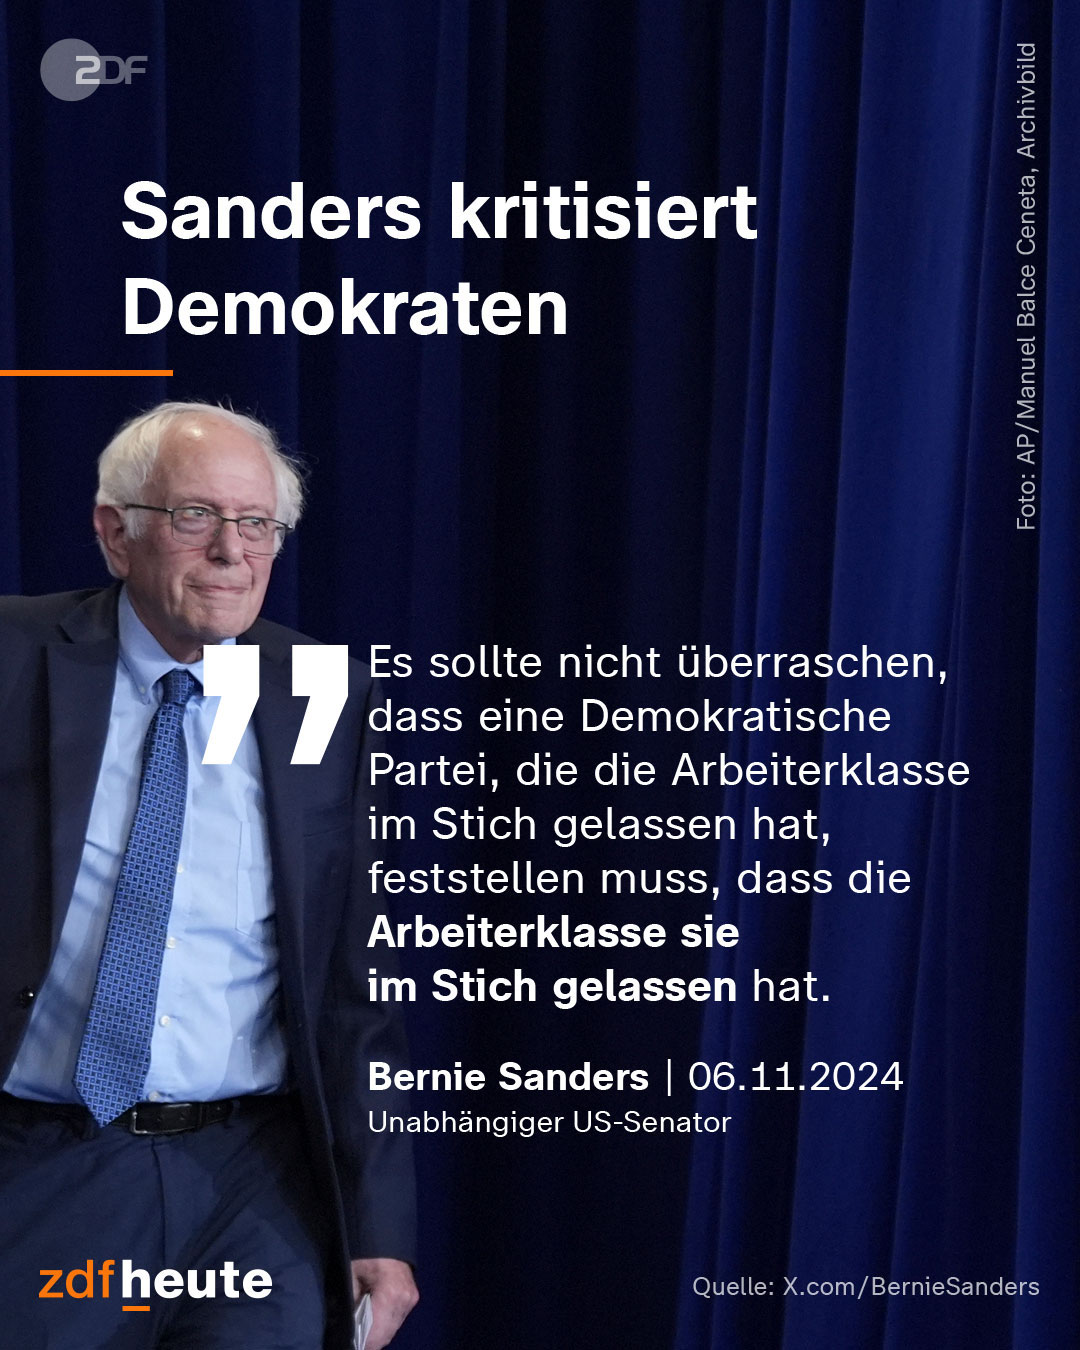 ZDF
Foto: AP/Manuel Balce Ceneta, Archivbild
Sanders kritisiert
Demokraten
”
Es sollte nicht überraschen,
dass eine Demokratische
Partei, die die Arbeiterklasse
im Stich gelassen hat,
feststellen muss, dass die
Arbeiterklasse sie
im Stich gelassen hat.
Bernie Sanders | 06.11.2024
Unabhängiger US-Senator
zdfheute
Quelle: X.com/BernieSanders